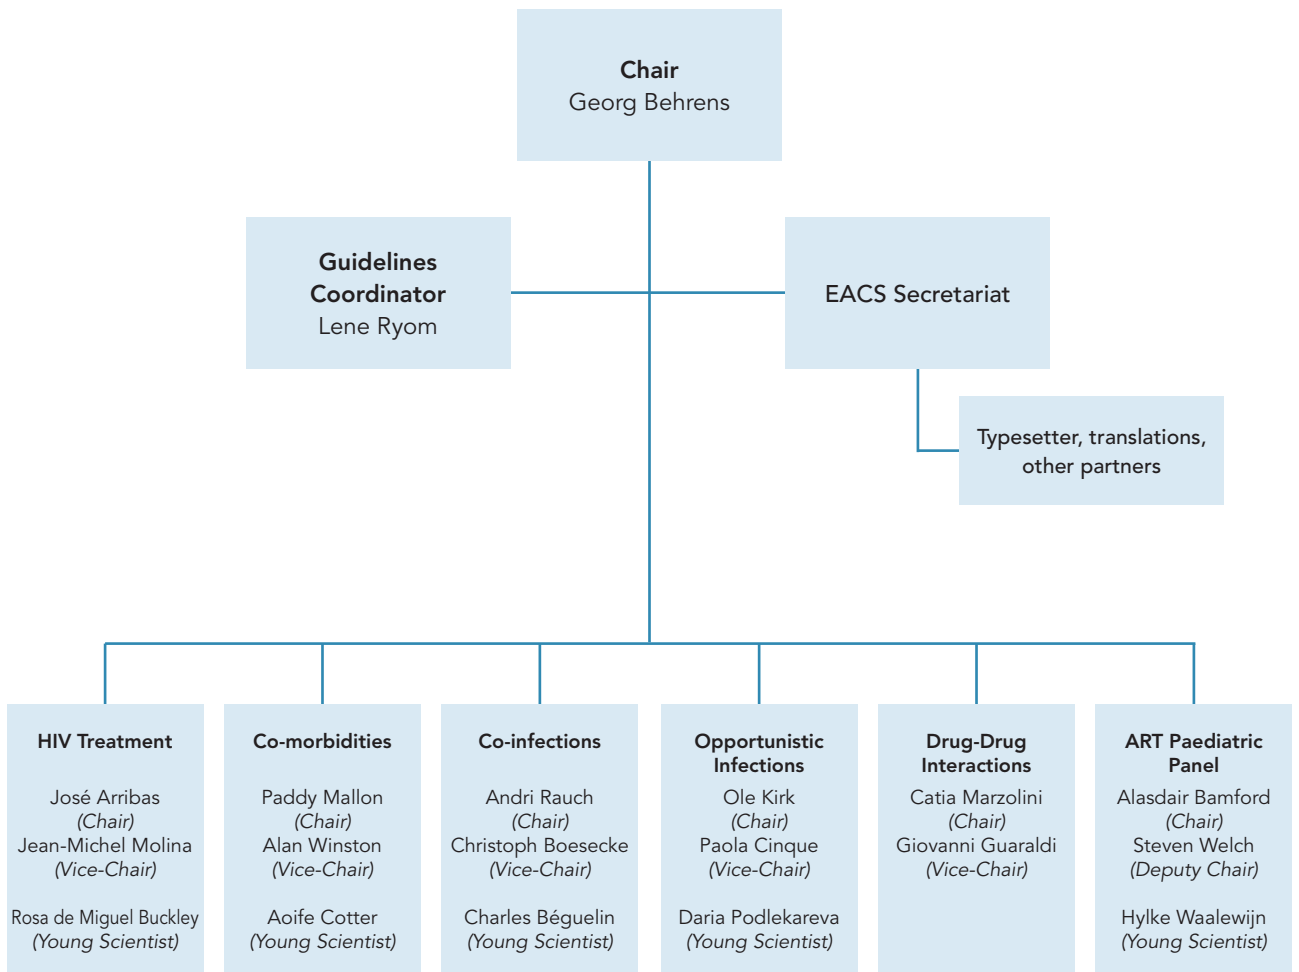 Chair
Georg Behrens
Guidelines
Coordinator
Lene Ryom
EACS Secretariat
Typesetter, translations,
other partners
HIV Treatment
José Arribas
(Chair)
Jean-Michel Molina
(Vice-Chair)
Rosa de Miguel Buckley
(Young Scientist)
Co-morbidities
Paddy Mallon
(Chair)
Alan Winston
(Vice-Chair)
Aoife Cotter
(Young Scientist)
Co-infections
Andri Rauch
(Chair)
Christoph Boesecke
(Vice-Chair)
Charles Béguelin
(Young Scientist)
Opportunistic
Infections
Ole Kirk
(Chair)
Paola Cinque
(Vice-Chair)
Daria Podlekareva
(Young Scientist)
Drug-Drug
Interactions
Catia Marzolini
(Chair)
Giovanni Guaraldi
(Vice-Chair)
ART Paediatric
Panel
Alasdair Bamford
(Chair)
Steven Welch
(Deputy Chair)
Hylke Waalewijn
(Young Scientist)